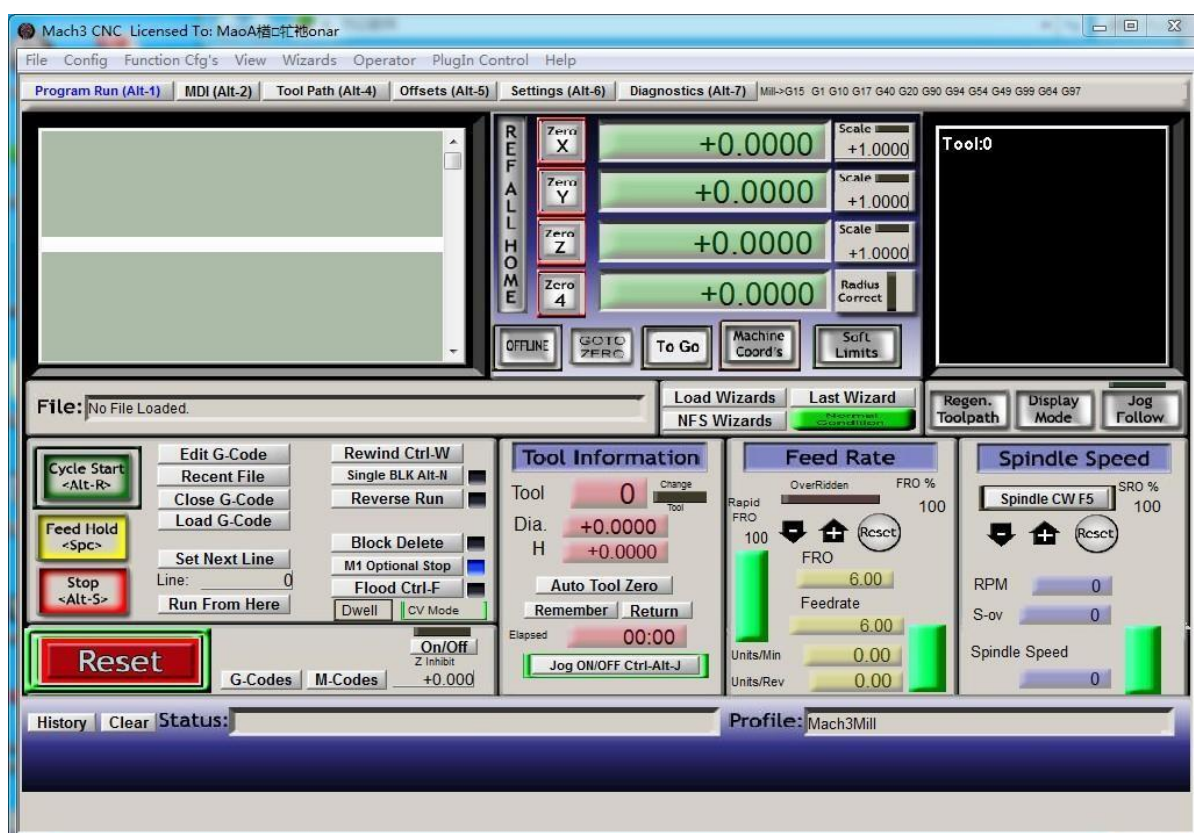 Mach3 CNC Licensed To: MaoA楢□牤裭onar
File Config Function Cfg's View Wizards Operator PlugIn Control Help
Program Run (Alt-1) MDI (Alt-2) Tool Path (Alt-4) Offsets (Alt-5) Settings (Alt-6) Diagnostics (Alt-7) Mill->G15 G1 G10 G17 G40 G20 G90 G94 G54 G49 G99 G64 G97
REF ALL HOME
Zero X +0.0000 Scale +1.0000
Zero Y +0.0000 Scale +1.0000
Zero Z +0.0000 Scale +1.0000
Zero 4 +0.0000 Radius Correct
OFFLINE GOTO ZERO To Go Machine Coord's Soft Limits
Tool:0
File: No File Loaded.
Load Wizards Last Wizard
NFS Wizards Normal Condition
Regen. Toolpath Display Mode Jog Follow
Cycle Start <Alt-R>
Feed Hold <Spc>
Stop <Alt-S>
Edit G-Code
Recent File
Close G-Code
Load G-Code
Set Next Line
Line: 0
Run From Here
Rewind Ctrl-W
Single BLK Alt-N
Reverse Run
Block Delete
M1 Optional Stop
Flood Ctrl-F
Dwell CV Mode
Reset
G-Codes M-Codes
On/Off
Z Inhibit
+0.000
Tool Information
Tool 0 Change Tool
Dia. +0.0000
H +0.0000
Auto Tool Zero
Remember Return
Elapsed 00:00
Jog ON/OFF Ctrl-Alt-J
Feed Rate
OverRidden FRO %
100
Rapid FRO
100
Reset
FRO
6.00
Feedrate
6.00
Units/Min 0.00
Units/Rev 0.00
Spindle Speed
Spindle CW F5 SRO %
100
Reset
RPM 0
S-ov 0
Spindle Speed
0
History Clear Status:
Profile: Mach3Mill